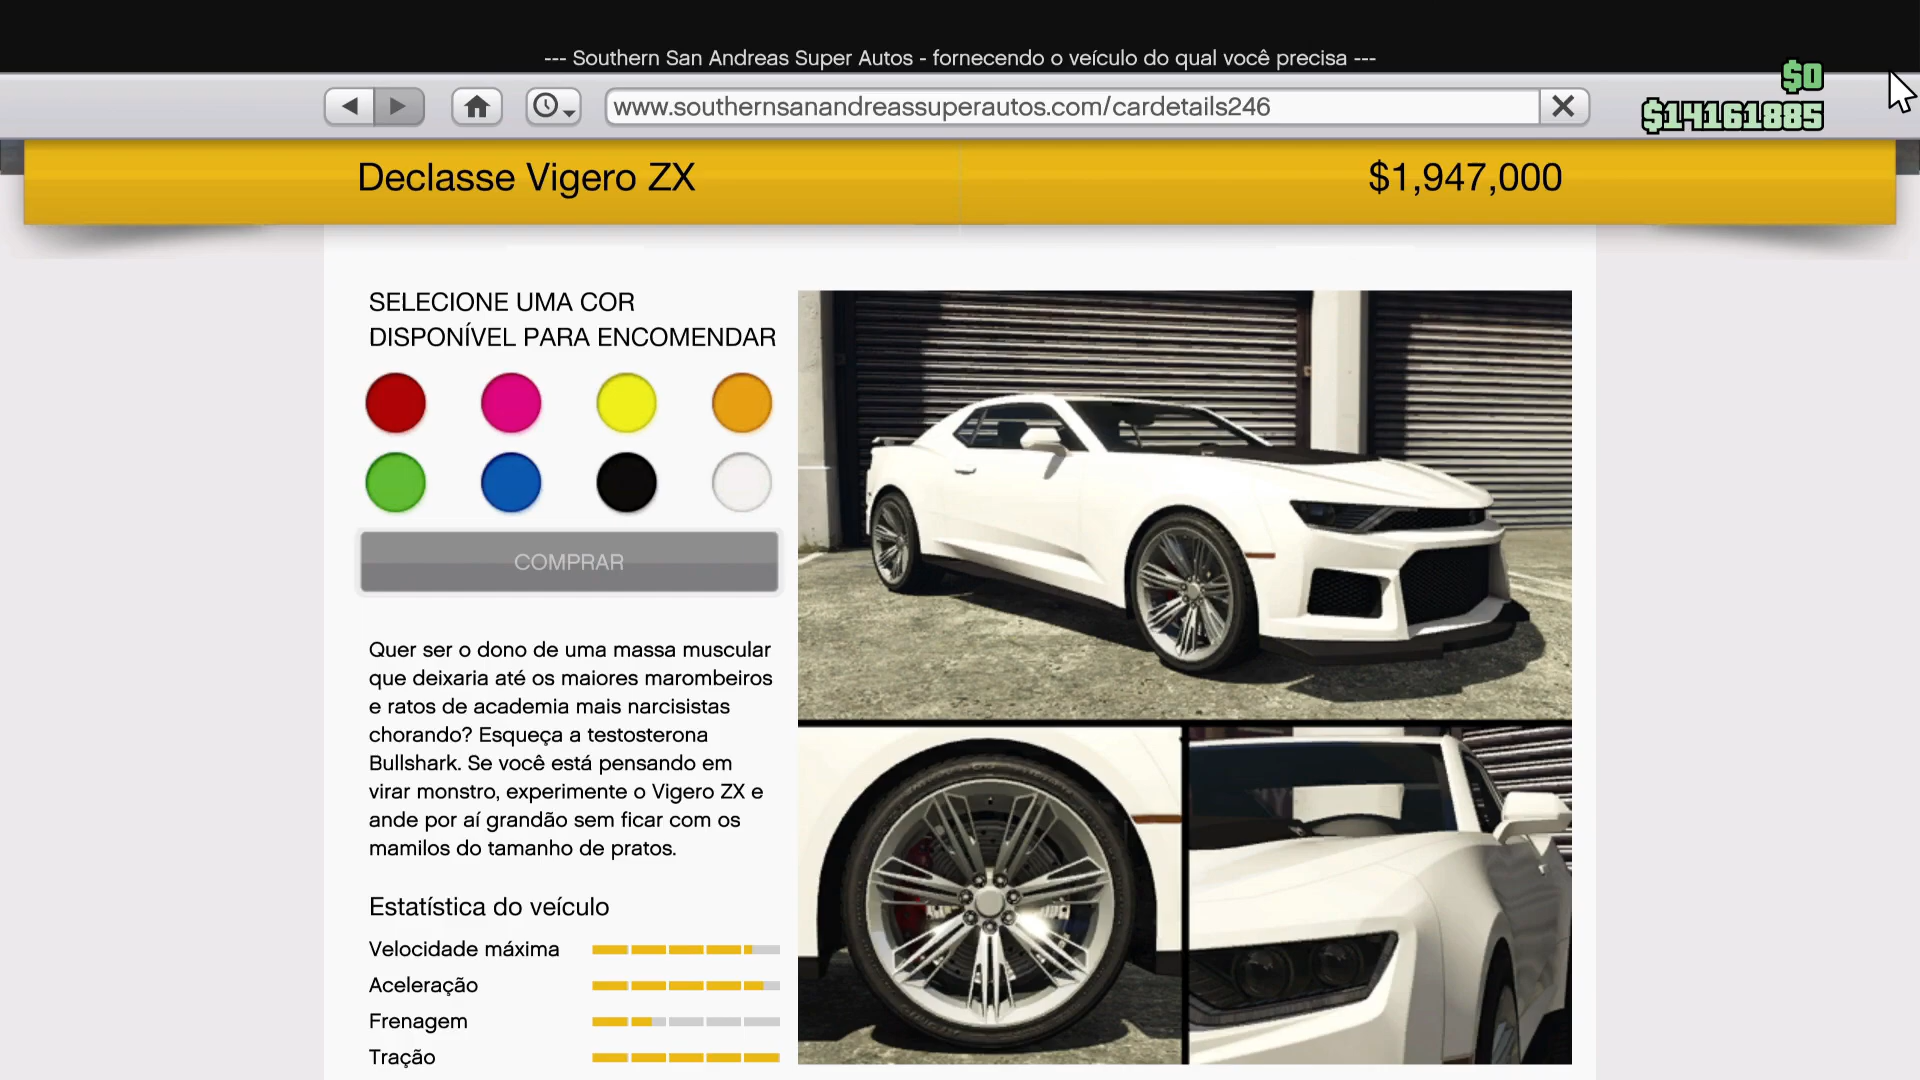 --- Southern San Andreas Super Autos - fornecendo o veículo do qual você precisa ---
www.southernsanandreassuperautos.com/cardetails246
$0
$14161885
Declasse Vigero ZX
$1,947,000
SELECIONE UMA COR
DISPONÍVEL PARA ENCOMENDAR
COMPRAR
Quer ser o dono de uma massa muscular
que deixaria até os maiores marombeiros
e ratos de academia mais narcisistas
chorando? Esqueça a testosterona
Bullshark. Se você está pensando em
virar monstro, experimente o Vigero ZX e
ande por aí grandão sem ficar com os
mamilos do tamanho de pratos.
Estatística do veículo
Velocidade máxima
Aceleração
Frenagem
Tração